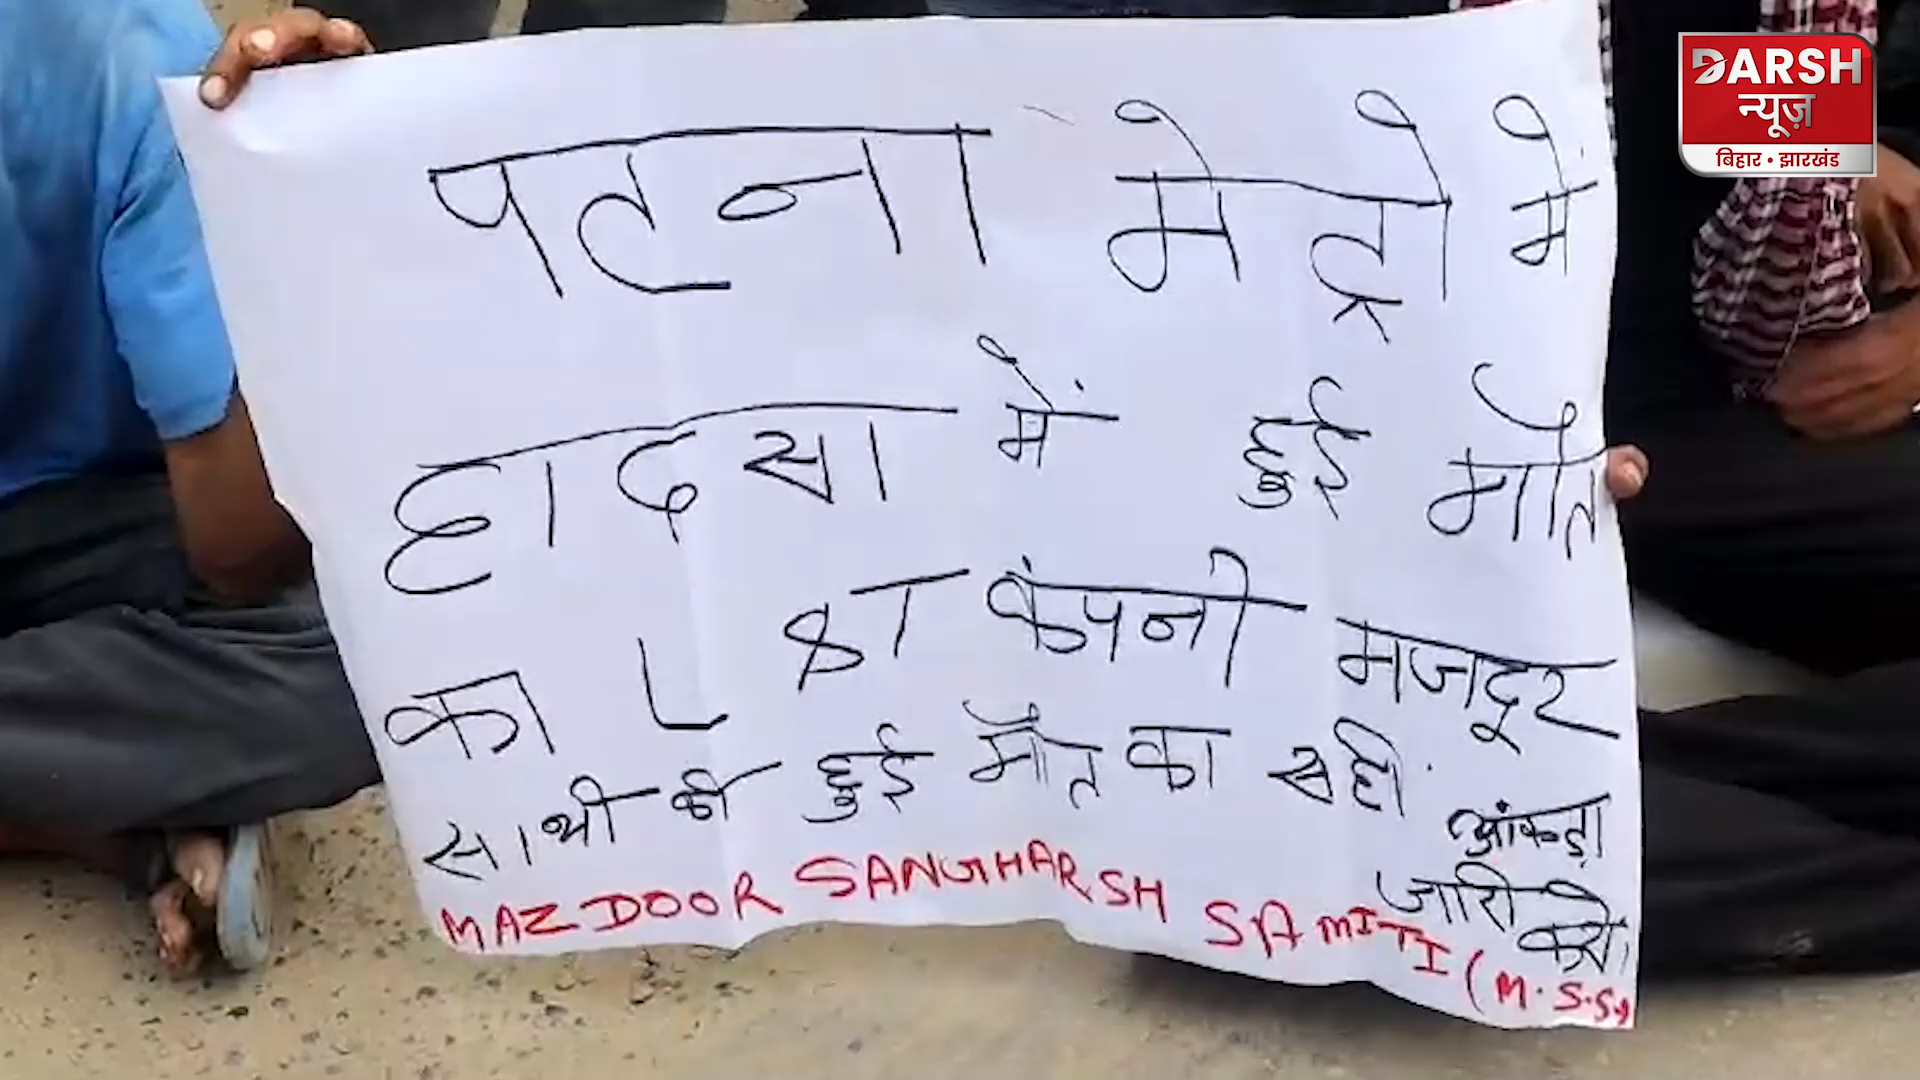 DARSH
न्यूज़
बिहार • झारखंड
पटना मेट्रो में
हादसा में हुई मौत
का L &T कंपनी मजदूर
साथी की हुई मौत का सही आंकड़ा
जारी करो।
MAZDOOR SANGHARSH SAMITI (M.S.S.)